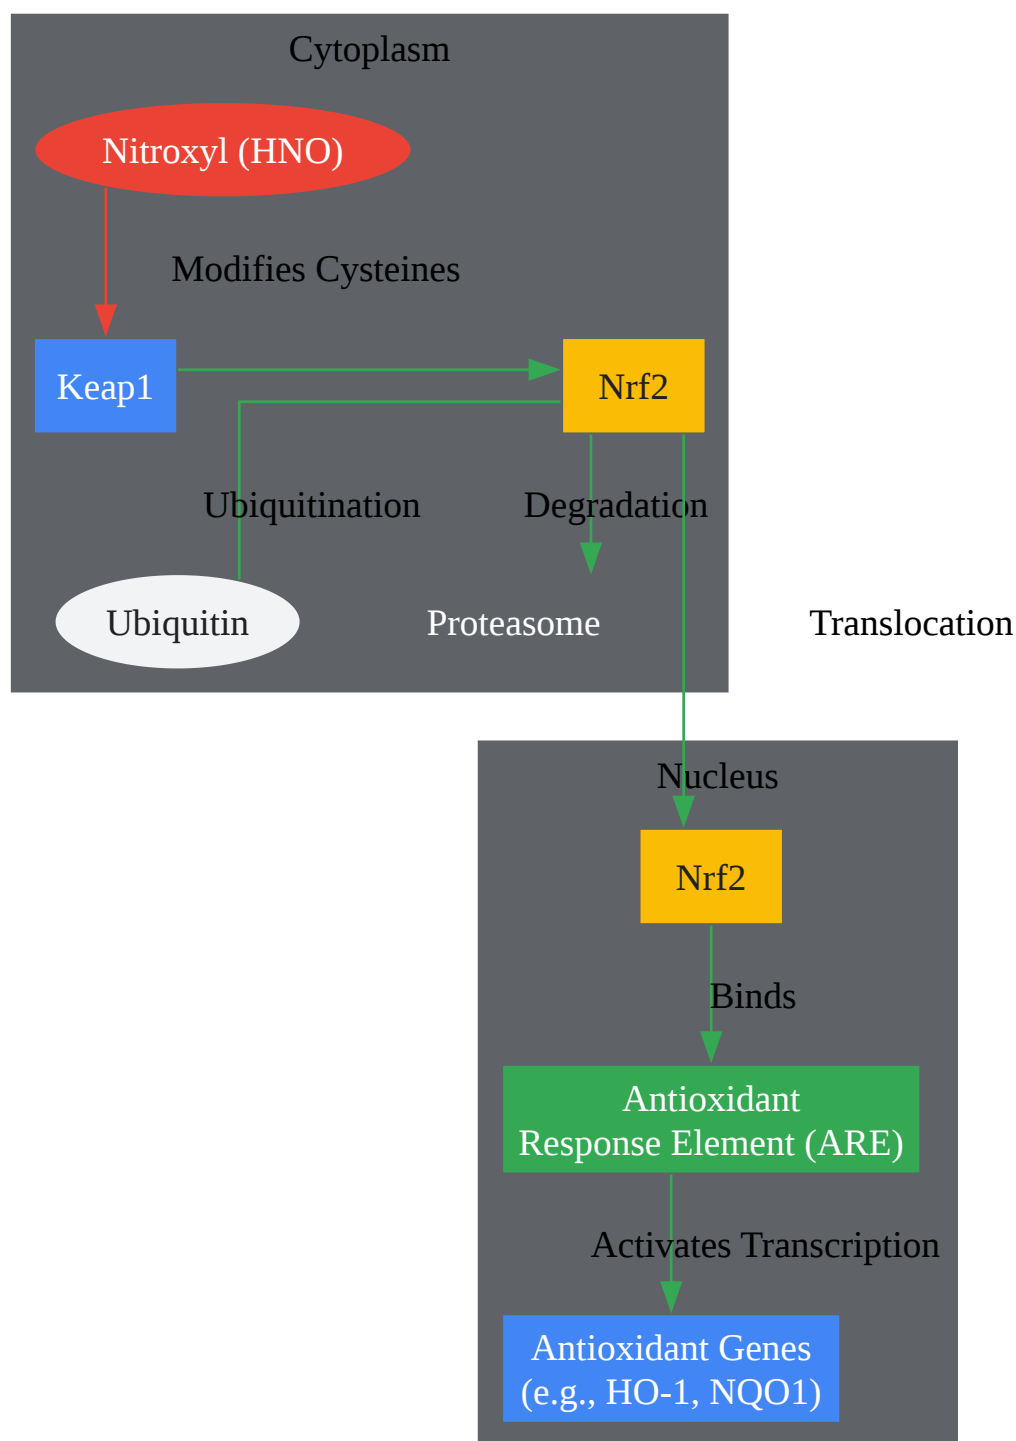 Cytoplasm
Nitroxyl (HNO)
Modifies Cysteines
Keap1
Nrf2
Ubiquitination
Degradation
Ubiquitin
Proteasome
Translocation
Nucleus
Nrf2
Binds
Antioxidant
Response Element (ARE)
Activates Transcription
Antioxidant Genes
(e.g., HO-1, NQO1)